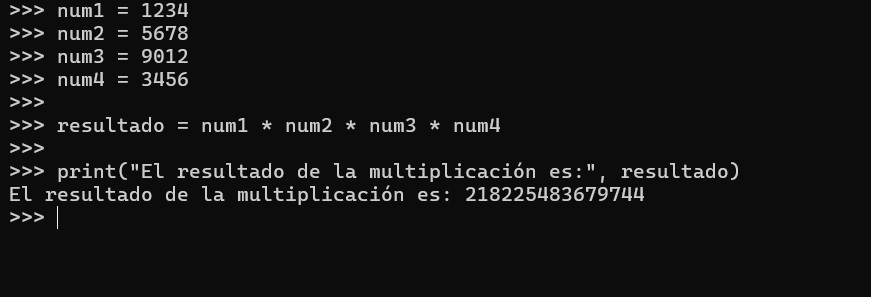 >>> num1 = 1234
>>> num2 = 5678
>>> num3 = 9012
>>> num4 = 3456
>>>
>>> resultado = num1 * num2 * num3 * num4
>>>
>>> print("El resultado de la multiplicación es:", resultado)
El resultado de la multiplicación es: 218225483679744
>>>